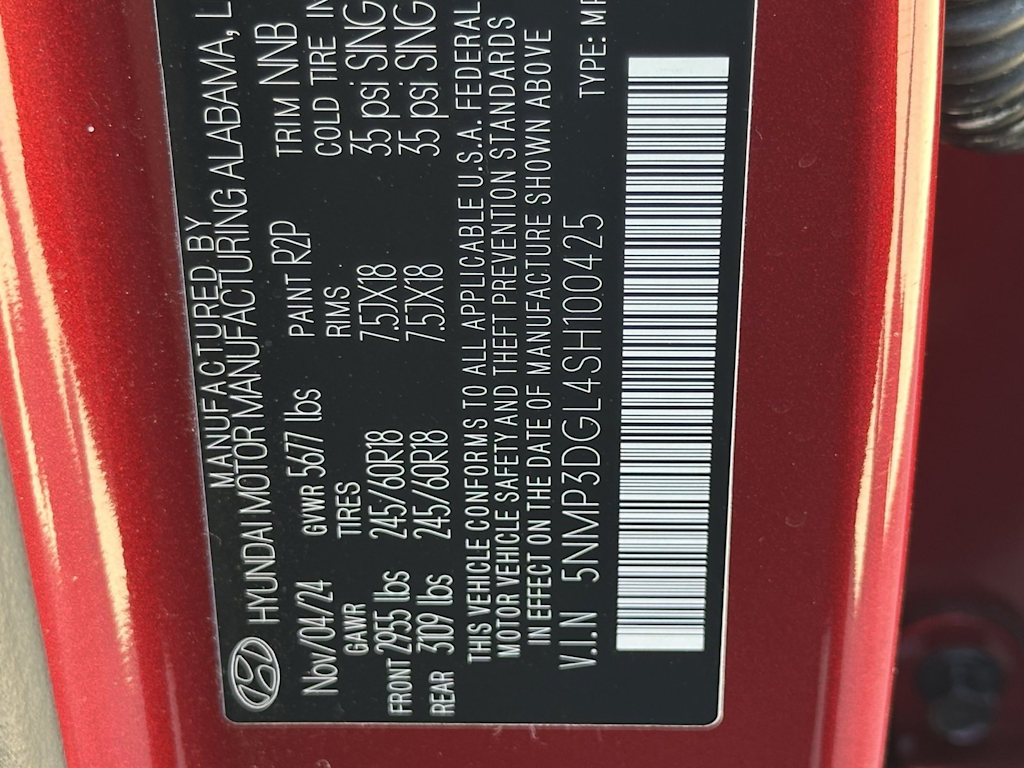 MANUFACTURED BY
HYUNDAI MOTOR MANUFACTURING ALABAMA, L
Nov/04/24 GVWR 5677 lbs PAINT R2P TRIM NNB
GAWR TIRES RIMS COLD TIRE IN
FRONT 2955 lbs 245/60R18 7.5JX18 35 psi SING
REAR 3109 lbs 245/60R18 7.5JX18 35 psi SING
THIS VEHICLE CONFORMS TO ALL APPLICABLE U.S.A. FEDERAL
MOTOR VEHICLE SAFETY AND THEFT PREVENTION STANDARDS
IN EFFECT ON THE DATE OF MANUFACTURE SHOWN ABOVE
V.I.N 5NMP3DGL4SH100425 TYPE: MP